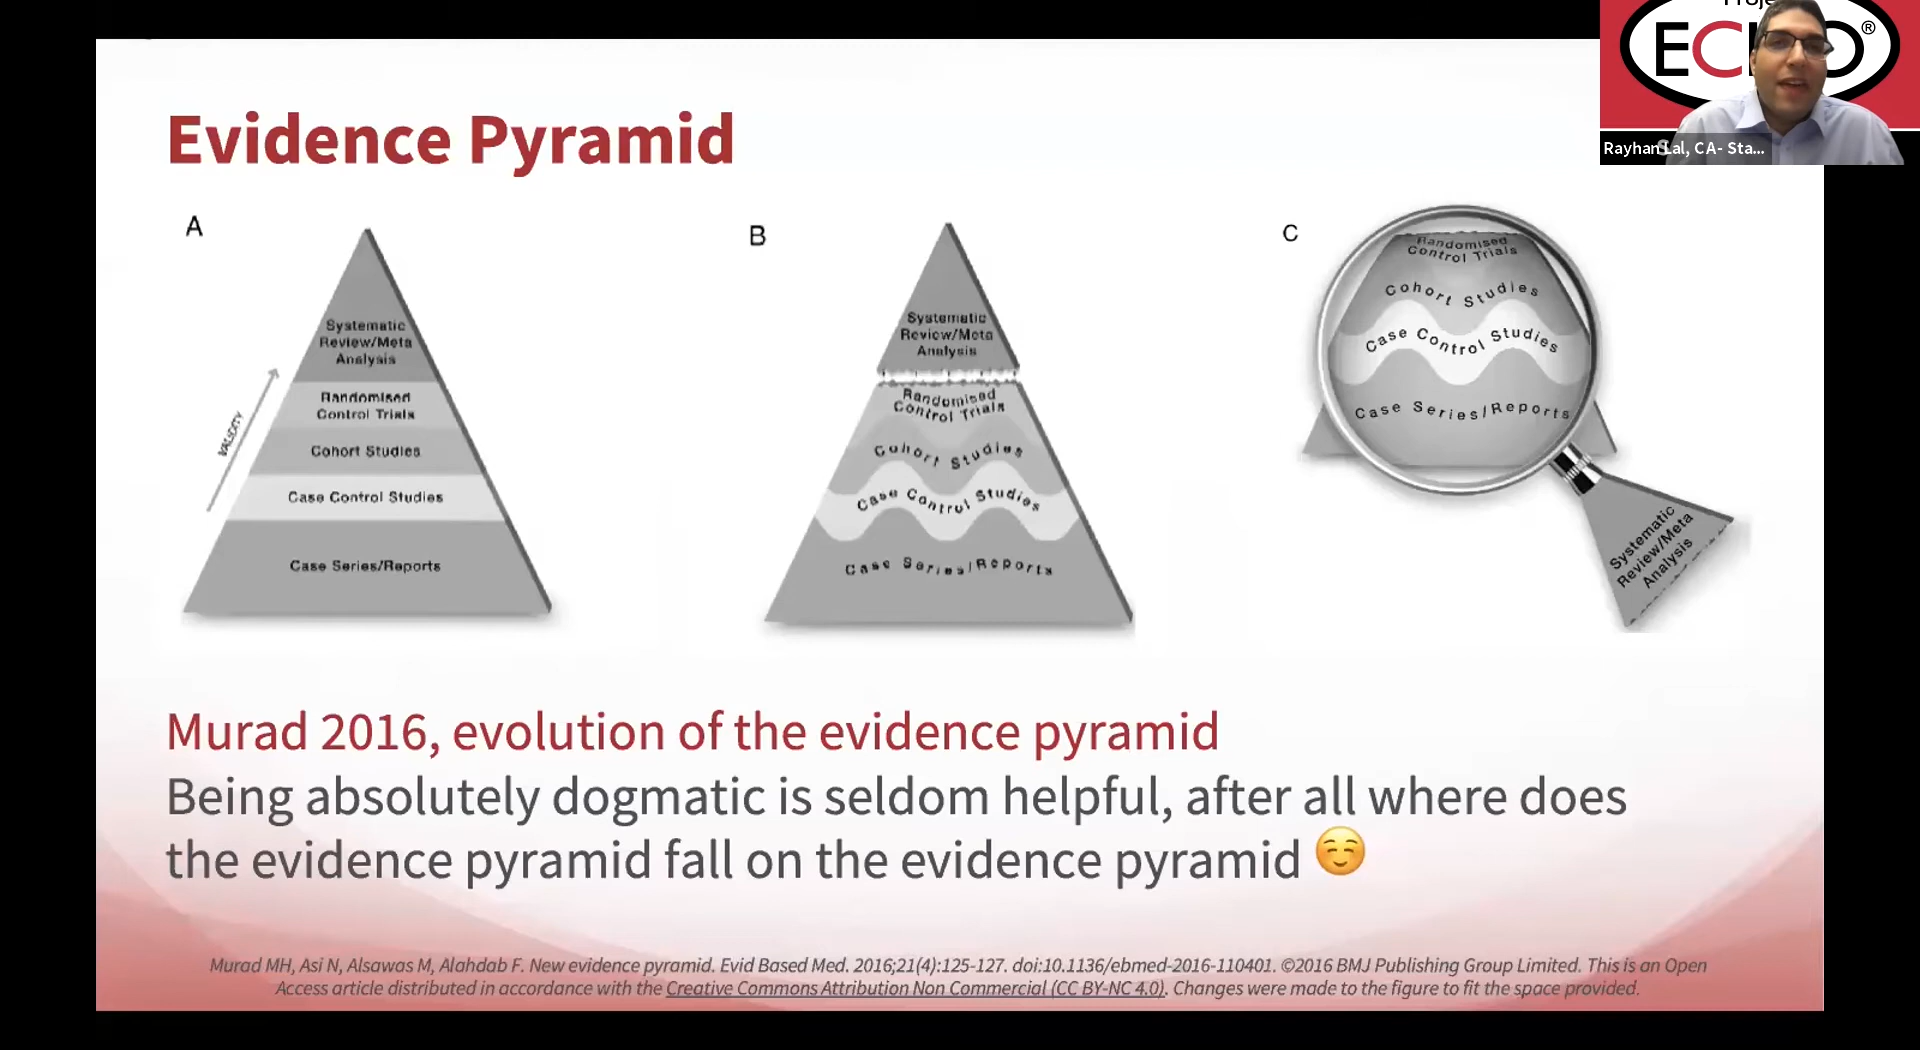 Evidence Pyramid
A
Systematic
Review/Meta
Analysis
Randomised
Control Trials
Cohort Studies
Case Control Studies
Case Series/Reports
VALIDITY
B
Systematic
Review/Meta
Analysis
Randomised
Control Trials
Cohort Studies
Case Control Studies
Case Series/Reports
C
Randomised
Control Trials
Cohort Studies
Case Control Studies
Case Series/Reports
Systematic
Review/Meta
Analysis
Rayhan Lal, CA- Sta...
®
Murad 2016, evolution of the evidence pyramid
Being absolutely dogmatic is seldom helpful, after all where does
the evidence pyramid fall on the evidence pyramid ☺️
Murad MH, Asi N, Alsawas M, Alahdab F. New evidence pyramid. Evid Based Med. 2016;21(4):125-127. doi:10.1136/ebmed-2016-110401. ©2016 BMJ Publishing Group Limited. This is an Open
Access article distributed in accordance with the Creative Commons Attribution Non Commercial (CC BY-NC 4.0). Changes were made to the figure to fit the space provided.